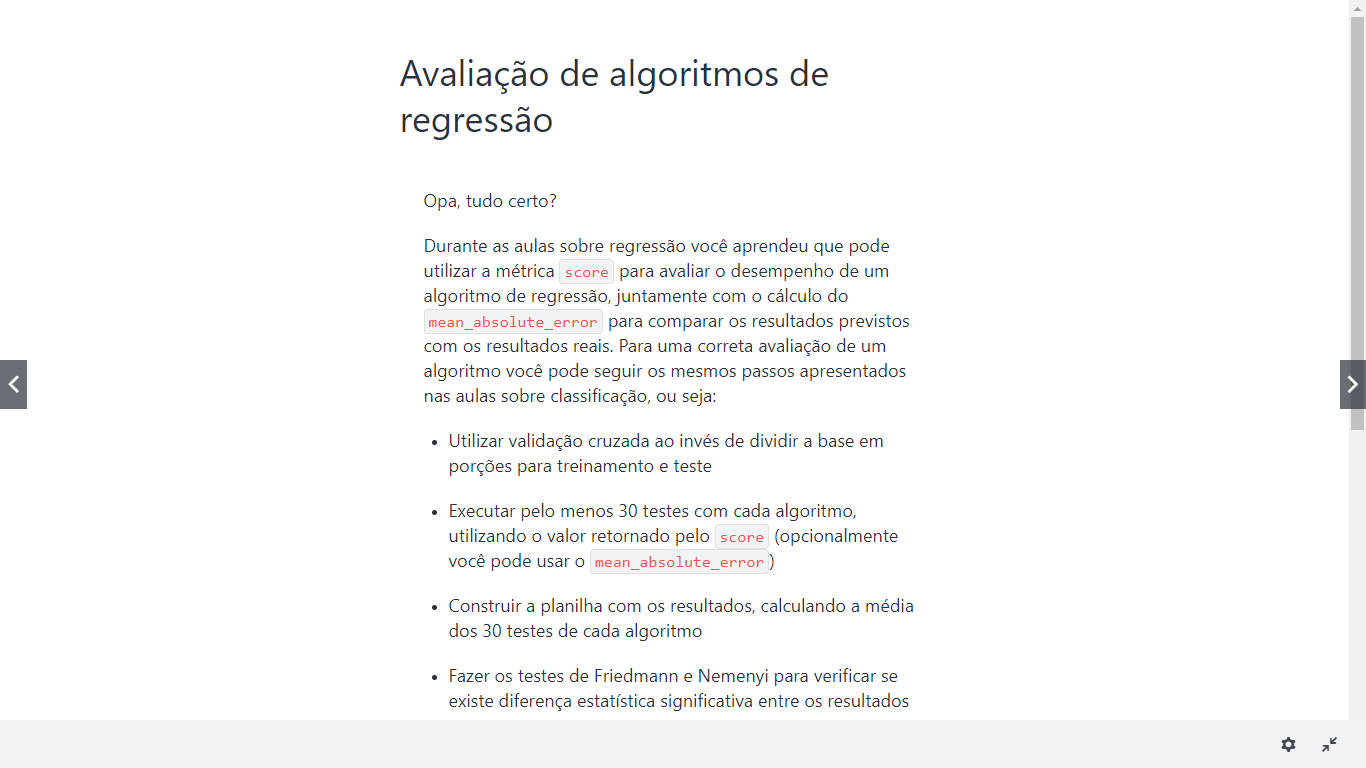 Avaliação de algoritmos de
regressão
Opa, tudo certo?
Durante as aulas sobre regressão você aprendeu que pode
utilizar a métrica score para avaliar o desempenho de um
algoritmo de regressão, juntamente com o cálculo do
mean_absolute_error para comparar os resultados previstos
com os resultados reais. Para uma correta avaliação de um
algoritmo você pode seguir os mesmos passos apresentados
nas aulas sobre classificação, ou seja:
• Utilizar validação cruzada ao invés de dividir a base em
porções para treinamento e teste
• Executar pelo menos 30 testes com cada algoritmo,
utilizando o valor retornado pelo score (opcionalmente
você pode usar o mean_absolute_error)
• Construir a planilha com os resultados, calculando a média
dos 30 testes de cada algoritmo
• Fazer os testes de Friedmann e Nemenyi para verificar se
existe diferença estatística significativa entre os resultados